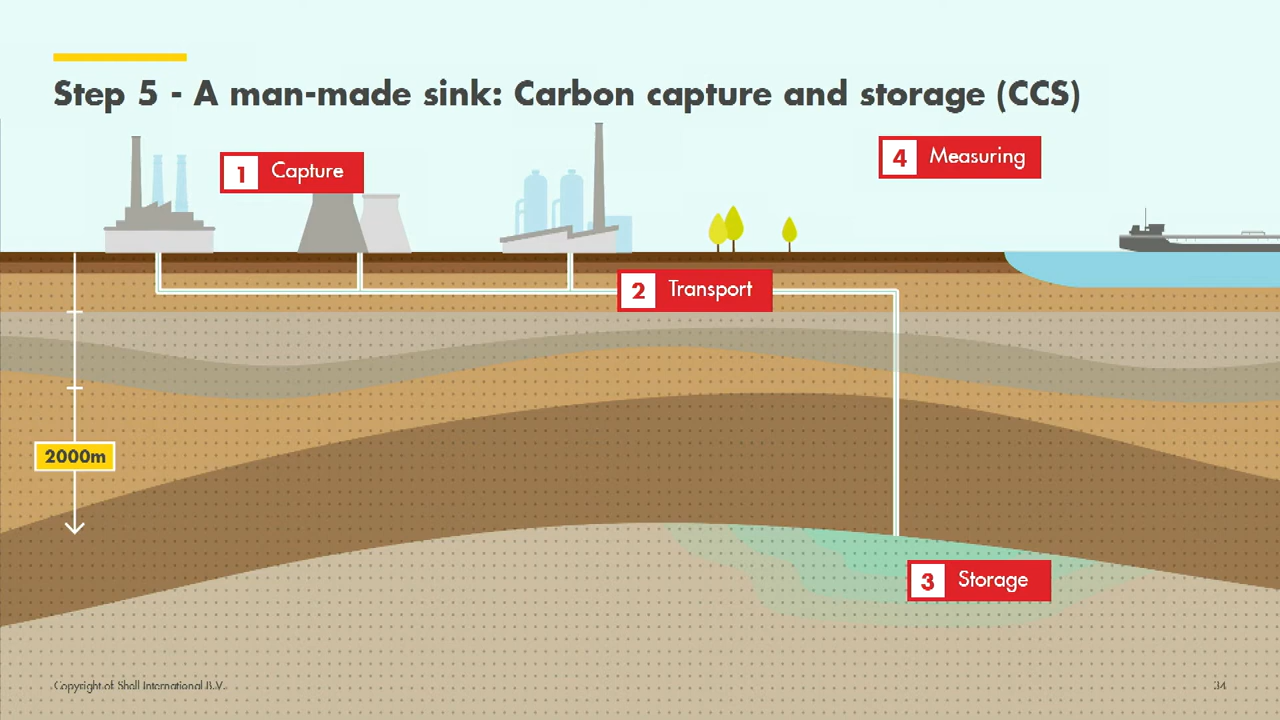 Step 5 - A man-made sink: Carbon capture and storage (CCS)
1 Capture
4 Measuring
2 Transport
2000m
3 Storage
Copyright of Shell International B.V.
34